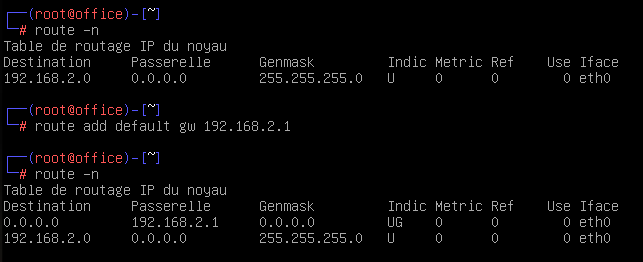 ┌──(root@office)-[~]
└─# route -n
Table de routage IP du noyau
Destination     Passerelle      Genmask         Indic Metric Ref    Use Iface
192.168.2.0     0.0.0.0         255.255.255.0   U     0      0        0 eth0
┌──(root@office)-[~]
└─# route add default gw 192.168.2.1
┌──(root@office)-[~]
└─# route -n
Table de routage IP du noyau
Destination     Passerelle      Genmask         Indic Metric Ref    Use Iface
0.0.0.0         192.168.2.1     0.0.0.0         UG    0      0        0 eth0
192.168.2.0     0.0.0.0         255.255.255.0   U     0      0        0 eth0